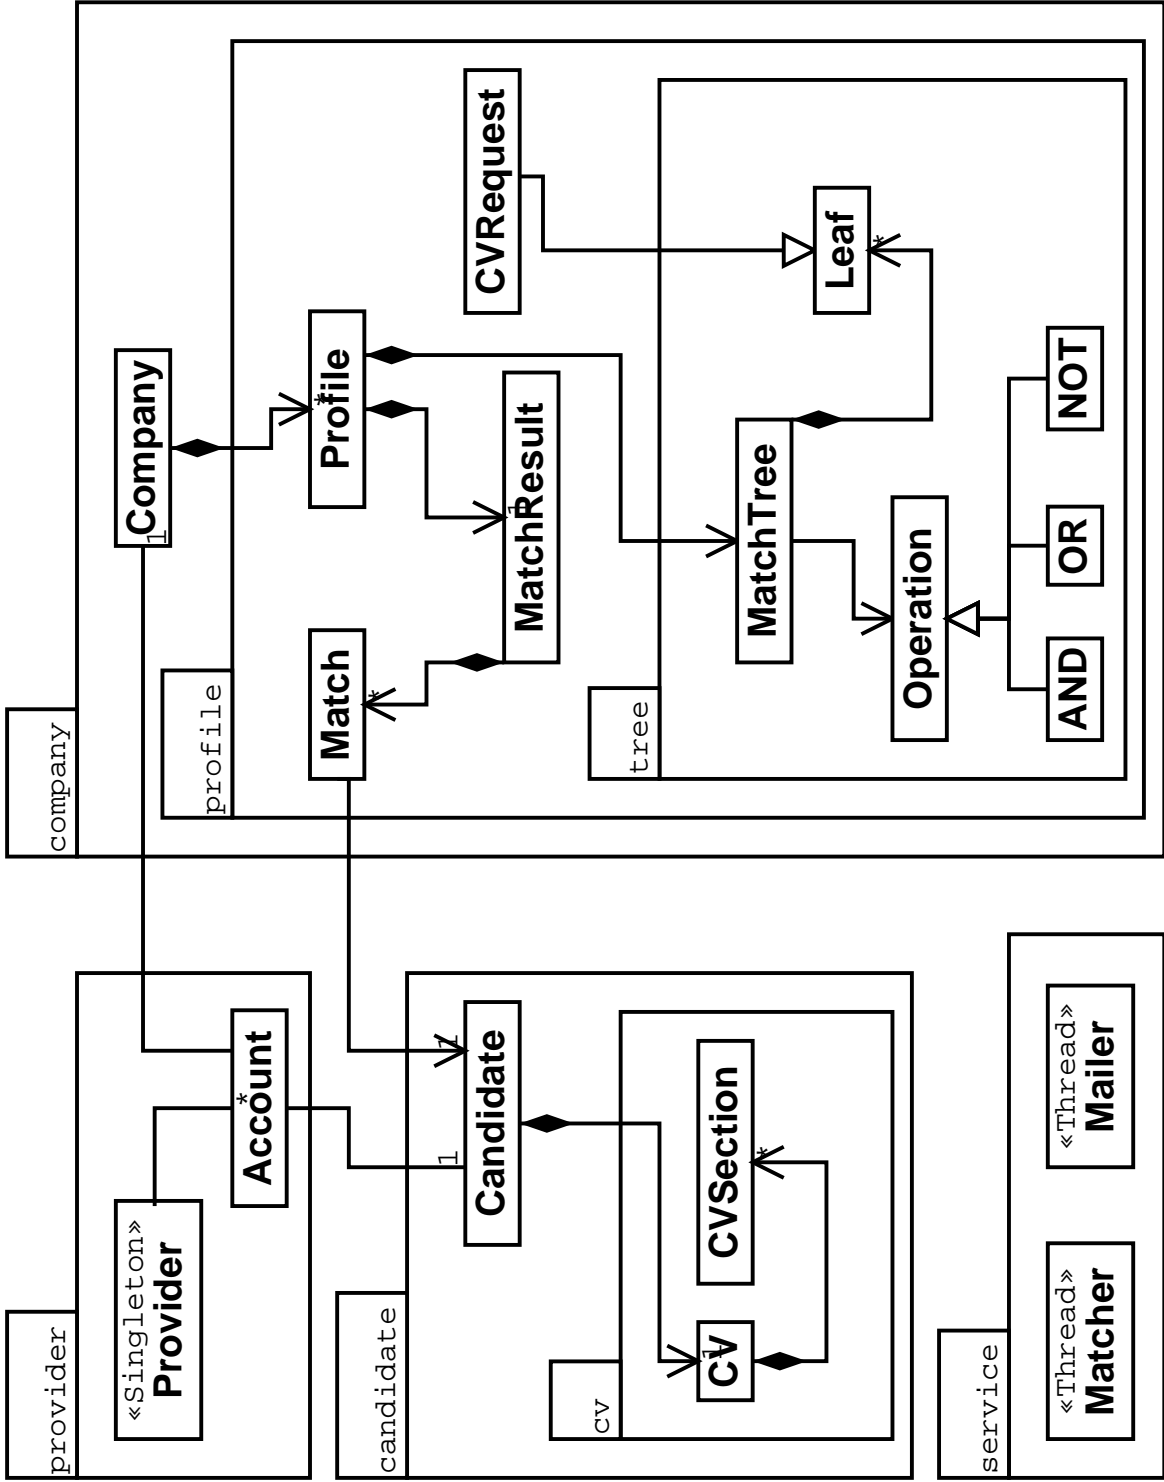 provider
«Singleton»
Provider
*
Account
company
1
Company
profile
*
Profile
Match
*
1
MatchResult
CVRequest
tree
MatchTree
*
Leaf
Operation
AND
OR
NOT
candidate
1
1
Candidate
cv
1
CV
*
CVSection
service
«Thread»
Matcher
«Thread»
Mailer